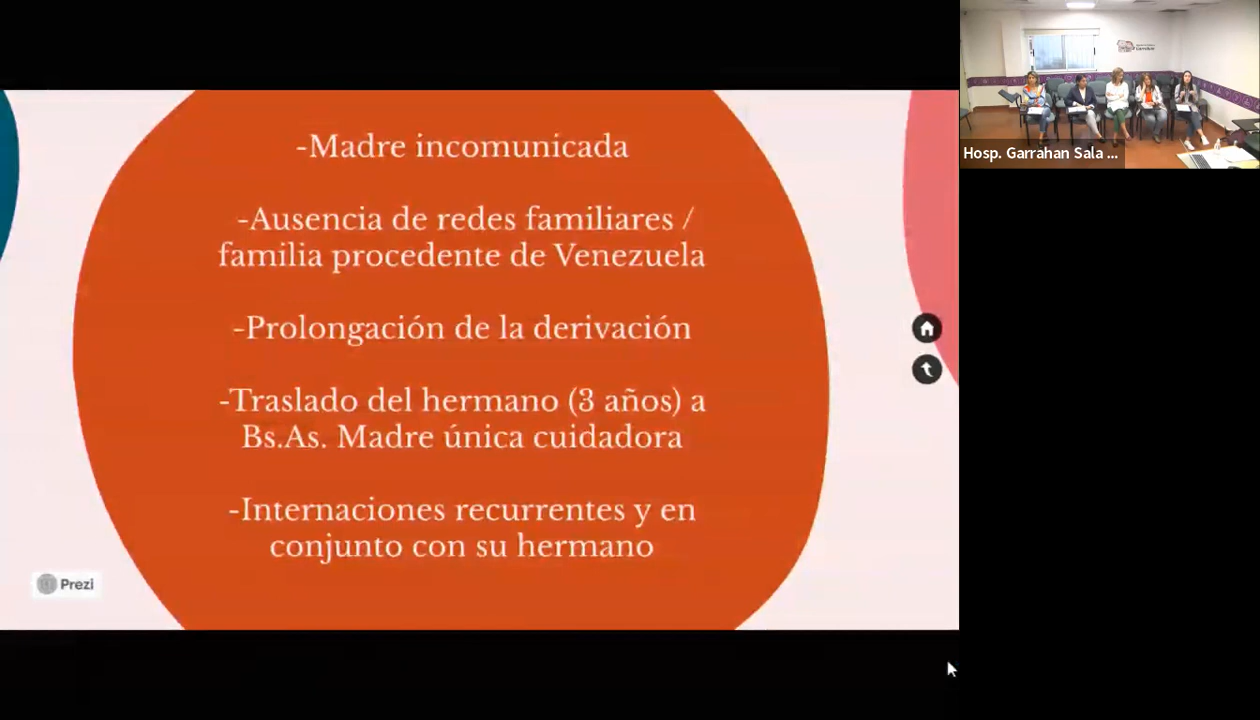 -Madre incomunicada
-Ausencia de redes familiares /
familia procedente de Venezuela
-Prolongación de la derivación
-Traslado del hermano (3 años) a
Bs.As. Madre única cuidadora
-Internaciones recurrentes y en
conjunto con su hermano
Prezi
Hosp. Garrahan Sala ...